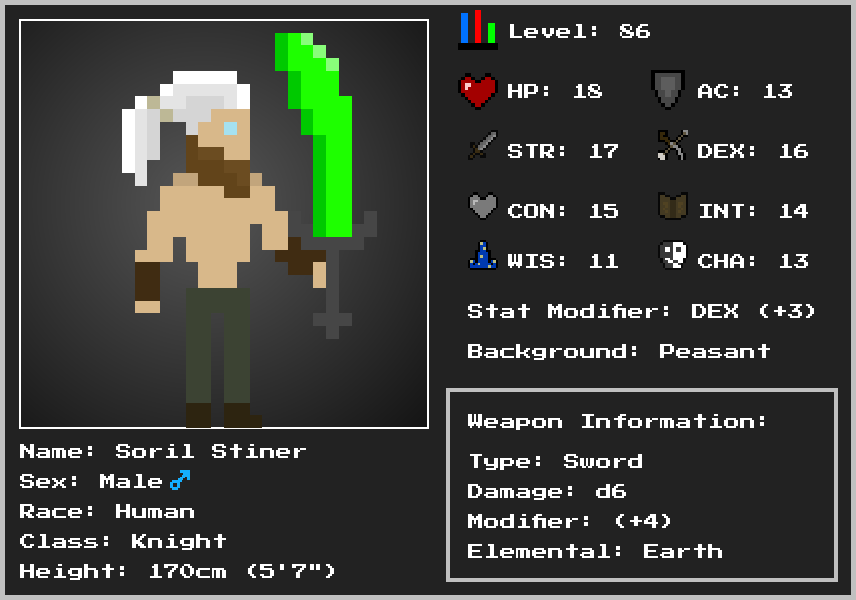 Level: 86
HP: 18 AC: 13
STR: 17 DEX: 16
CON: 15 INT: 14
WIS: 11 CHA: 13
Stat Modifier: DEX (+3)
Background: Peasant
Name: Soril Stiner
Sex: Male ♂
Race: Human
Class: Knight
Height: 170cm (5'7")
Weapon Information:
Type: Sword
Damage: d6
Modifier: (+4)
Elemental: Earth